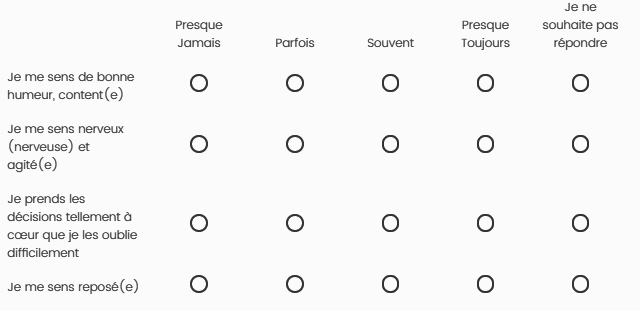 Presque Jamais
Parfois
Souvent
Presque Toujours
Je ne souhaite pas répondre
Je me sens de bonne
humeur, content(e)
Je me sens nerveux
(nerveuse) et
agité(e)
Je prends les
décisions tellement à
cœur que je les oublie
difficilement
Je me sens reposé(e)